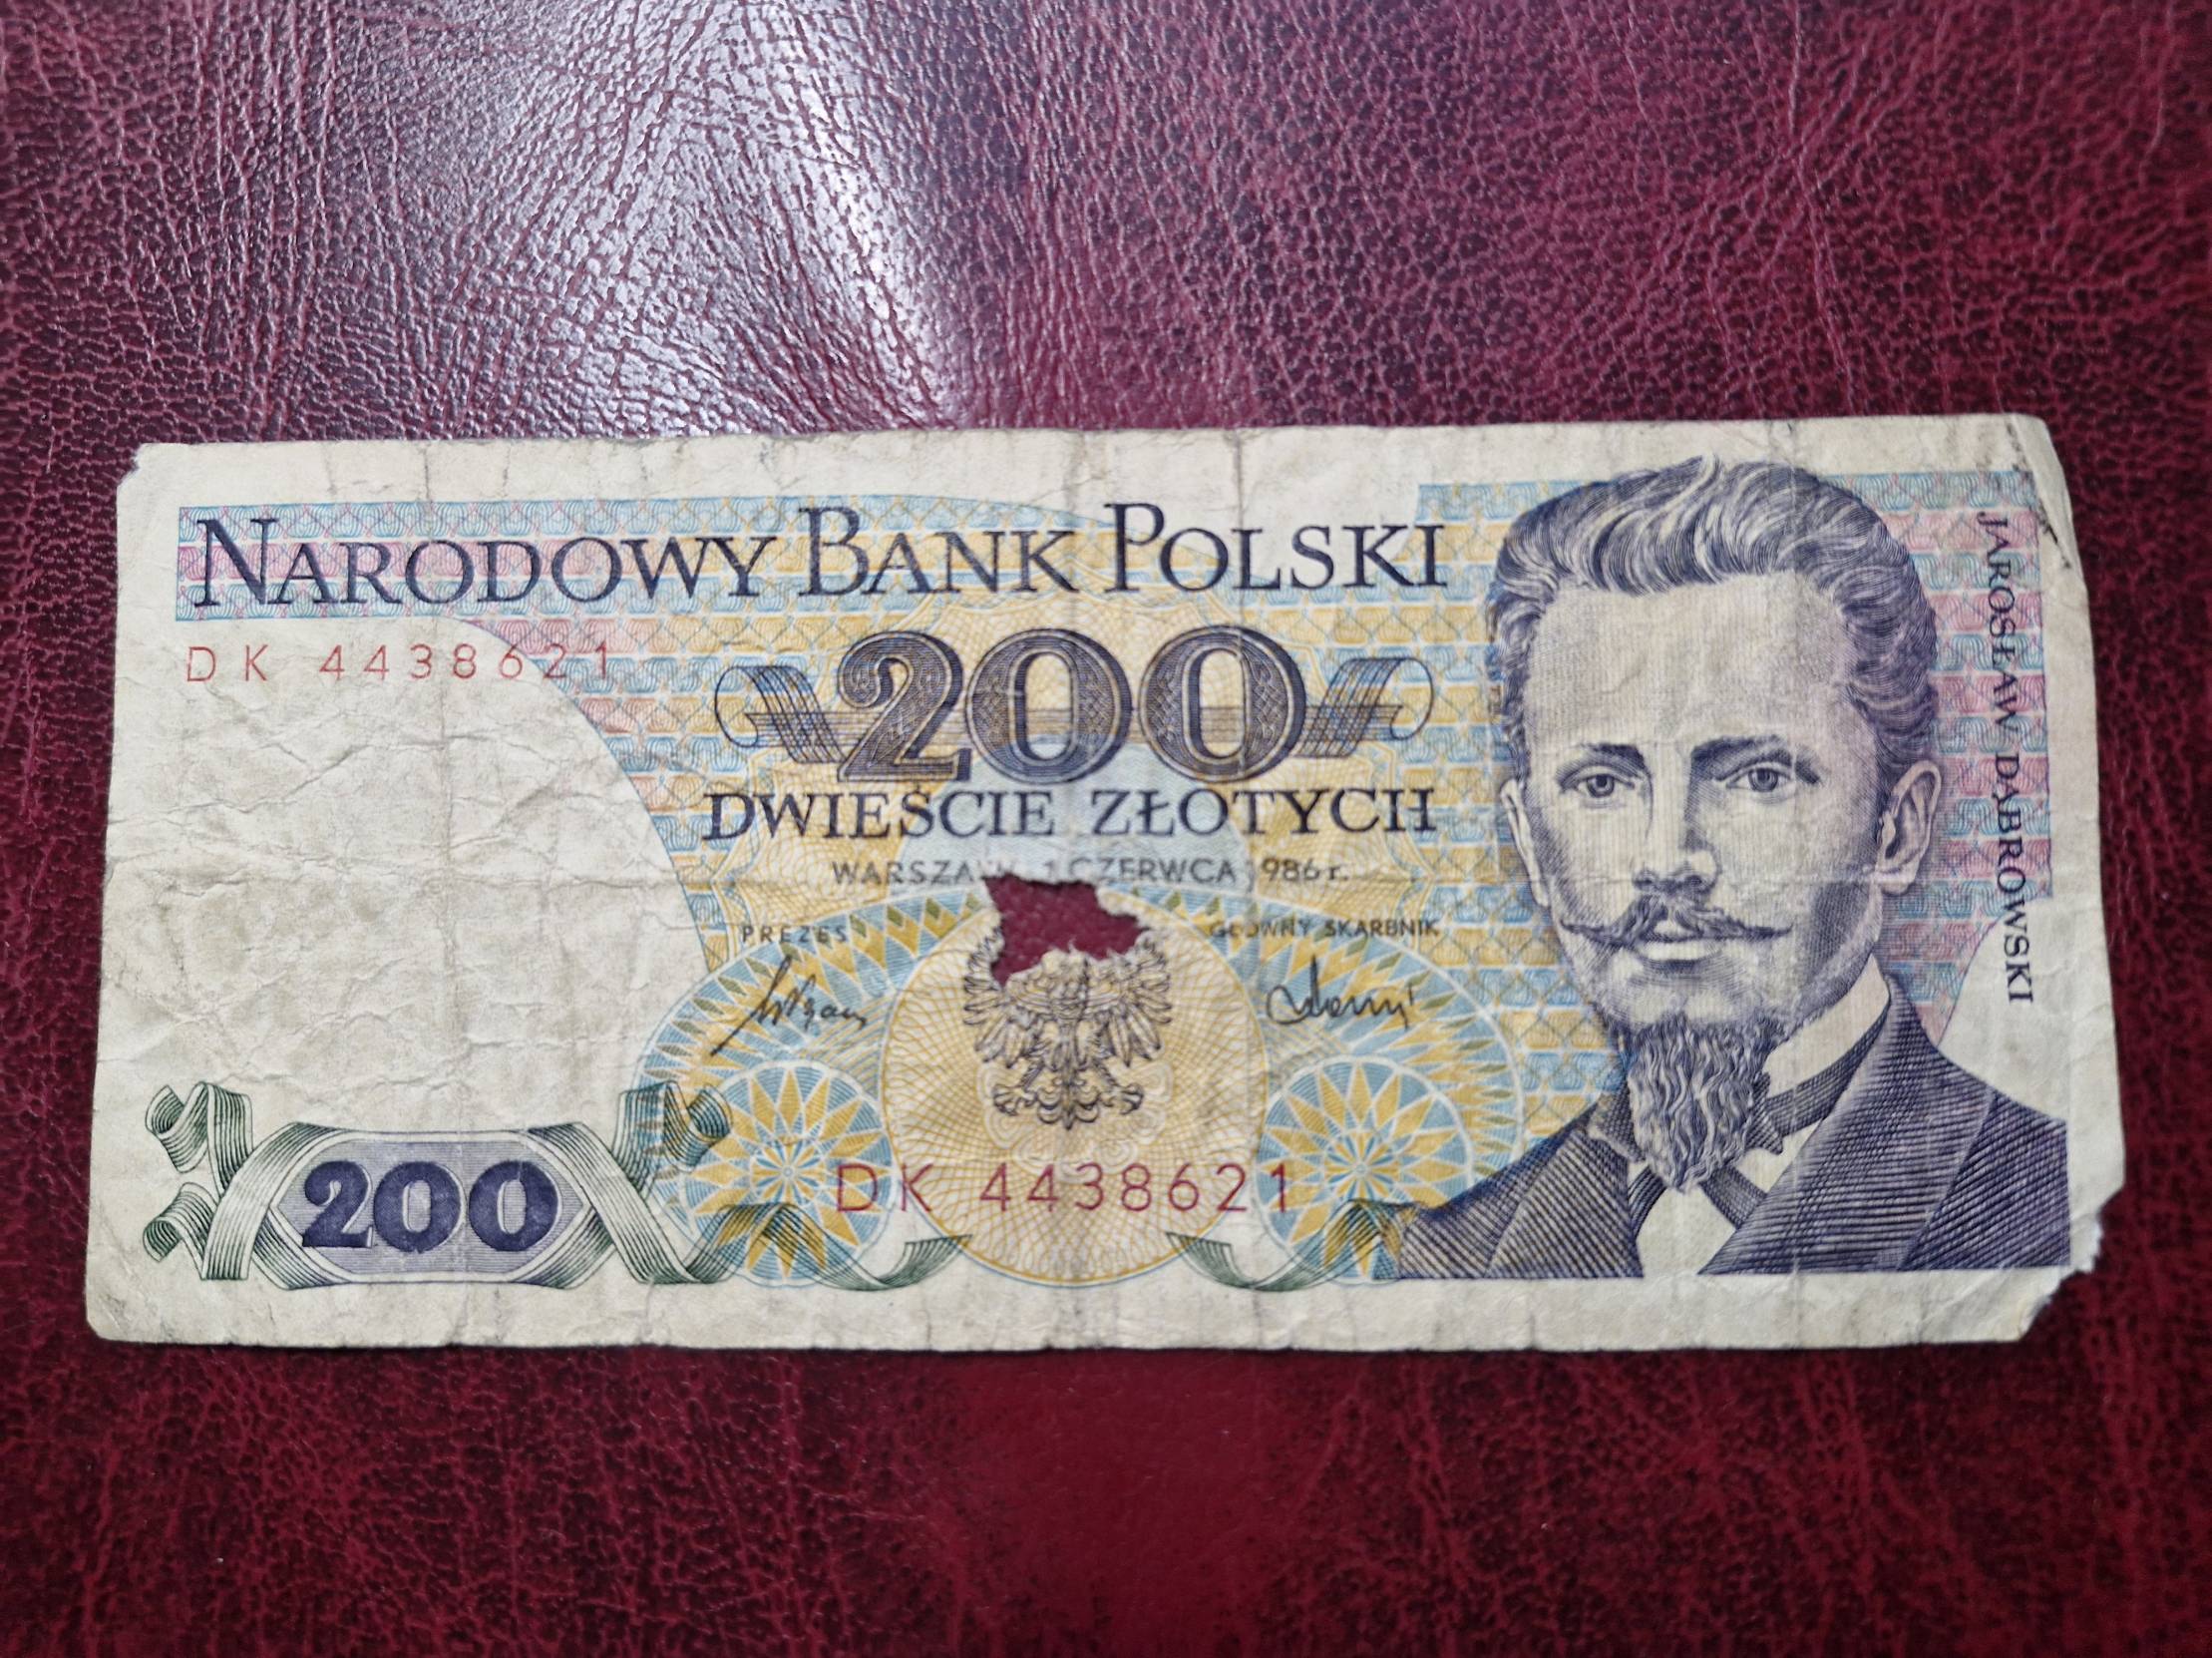 NARODOWY BANK POLSKI
DK 4438621
200
DWIEŚCIE ZŁOTYCH
1 CZERWCA 1986 r.
PREZES
GŁÓWNY SKARBNIK
200
DK 4438621
JAROSŁAW DĄBROWSKI